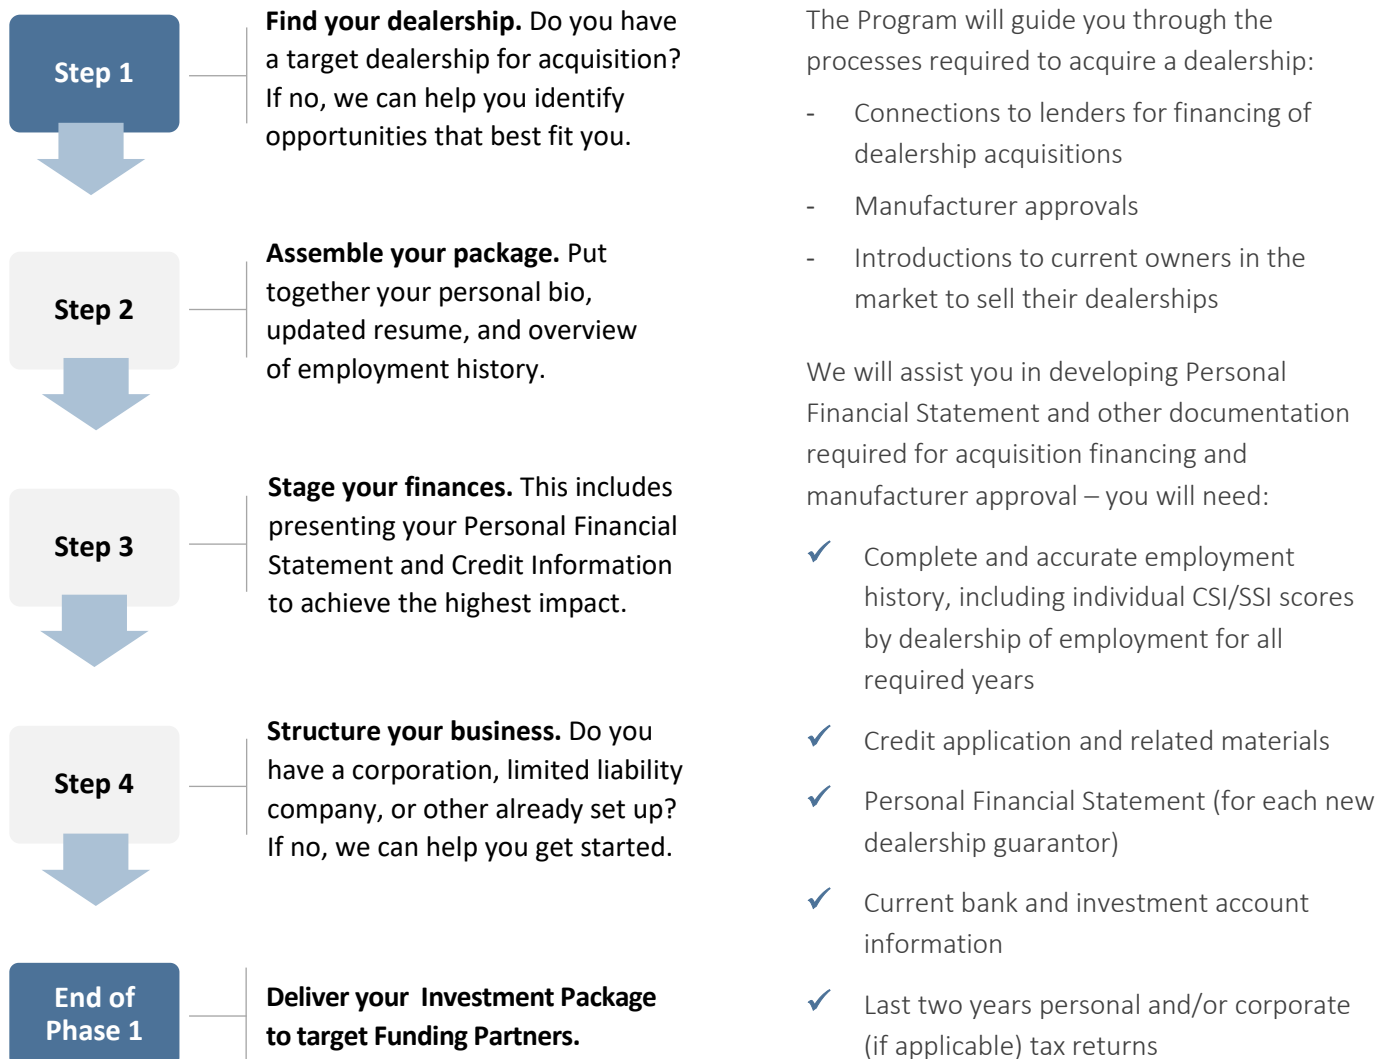 Step 1
Find your dealership. Do you have
a target dealership for acquisition?
If no, we can help you identify
opportunities that best fit you.
Step 2
Assemble your package. Put
together your personal bio,
updated resume, and overview
of employment history.
Step 3
Stage your finances. This includes
presenting your Personal Financial
Statement and Credit Information
to achieve the highest impact.
Step 4
Structure your business. Do you
have a corporation, limited liability
company, or other already set up?
If no, we can help you get started.
End of
Phase 1
Deliver your Investment Package
to target Funding Partners.
The Program will guide you through the
processes required to acquire a dealership:
- Connections to lenders for financing of
dealership acquisitions
- Manufacturer approvals
- Introductions to current owners in the
market to sell their dealerships
We will assist you in developing Personal
Financial Statement and other documentation
required for acquisition financing and
manufacturer approval – you will need:
✓ Complete and accurate employment
history, including individual CSI/SSI scores
by dealership of employment for all
required years
✓ Credit application and related materials
✓ Personal Financial Statement (for each new
dealership guarantor)
✓ Current bank and investment account
information
✓ Last two years personal and/or corporate
(if applicable) tax returns